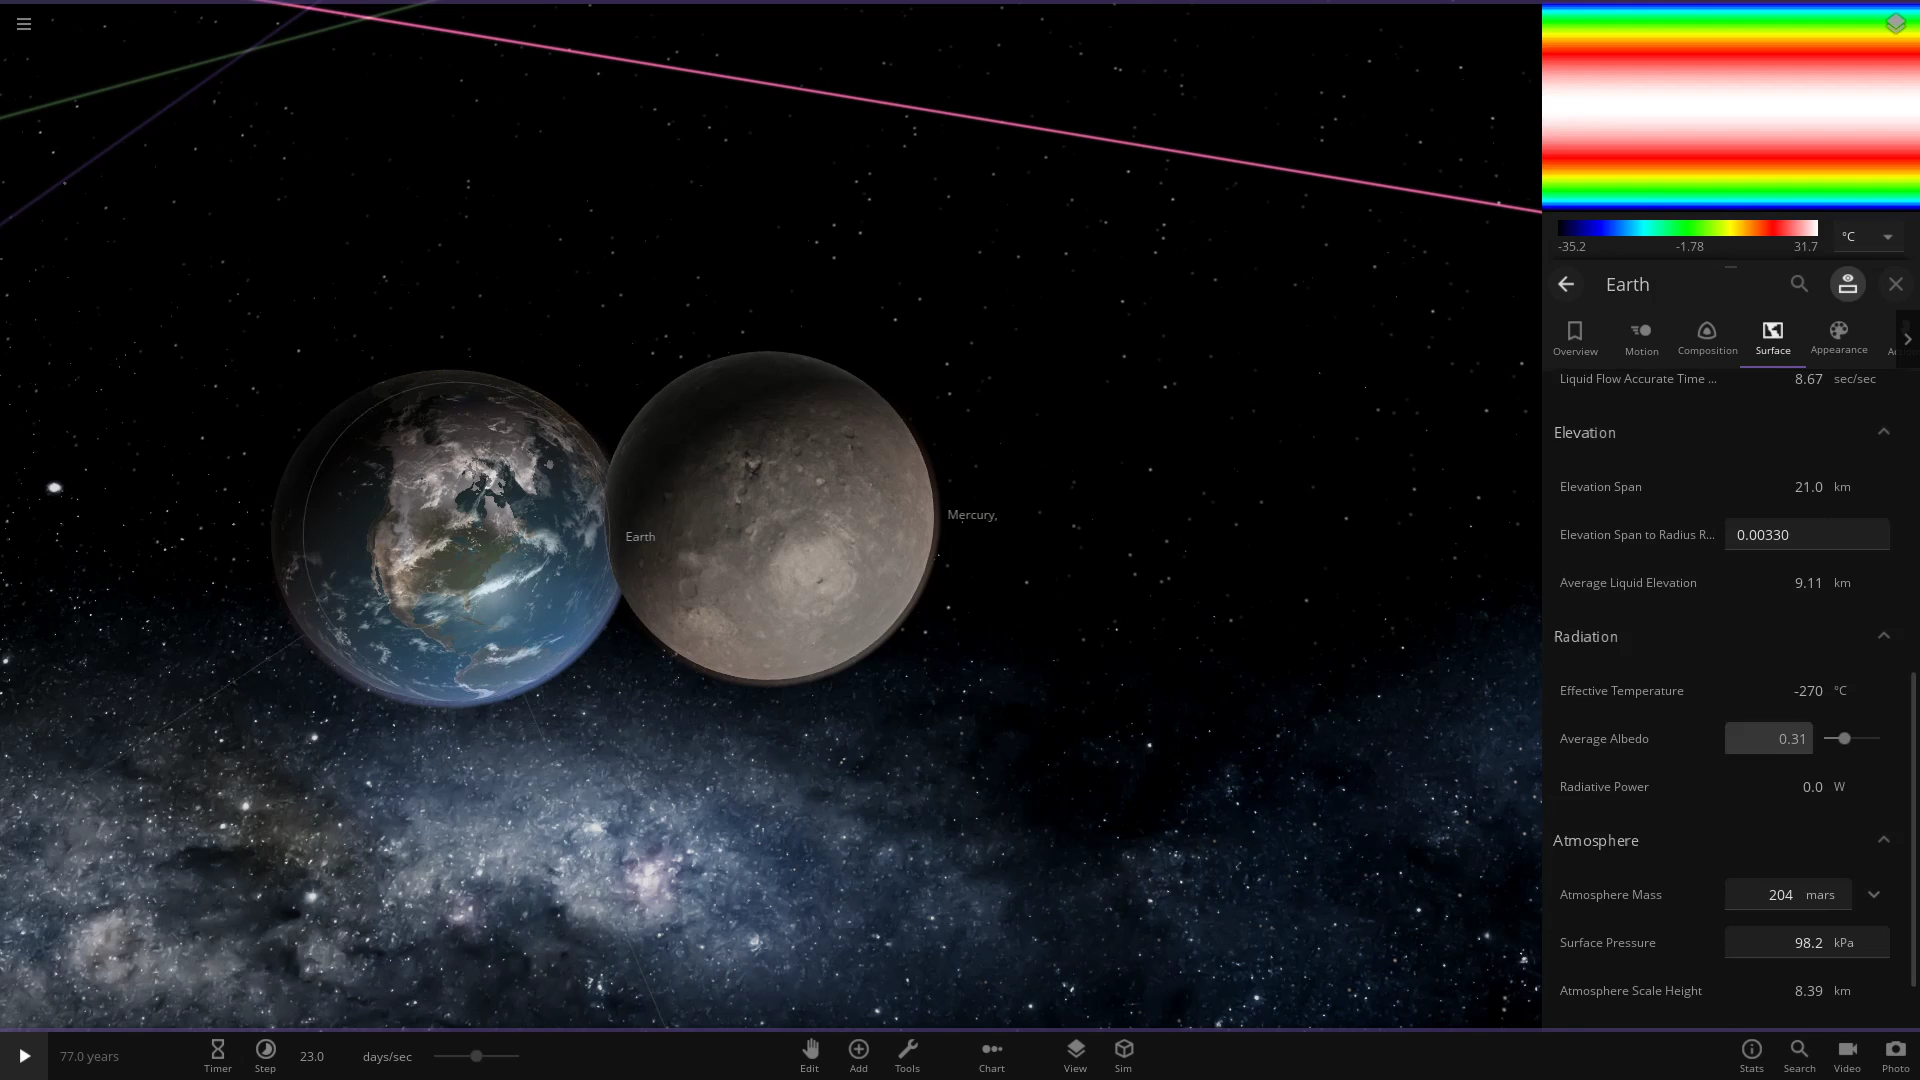 -35.2 -1.78 31.7 °C
Earth
Overview Motion Composition Surface Appearance
Liquid Flow Accurate Time ... 8.67 sec/sec
Elevation
Elevation Span 21.0 km
Elevation Span to Radius R... 0.00330
Average Liquid Elevation 9.11 km
Radiation
Effective Temperature -270 °C
Average Albedo 0.31
Radiative Power 0.0 W
Atmosphere
Atmosphere Mass 204 mars
Surface Pressure 98.2 kPa
Atmosphere Scale Height 8.39 km
Mercury,
Earth
77.0 years
Timer
Step
23.0 days/sec
Edit
Add
Tools
Chart
View
Sim
Stats
Search
Video
Photo